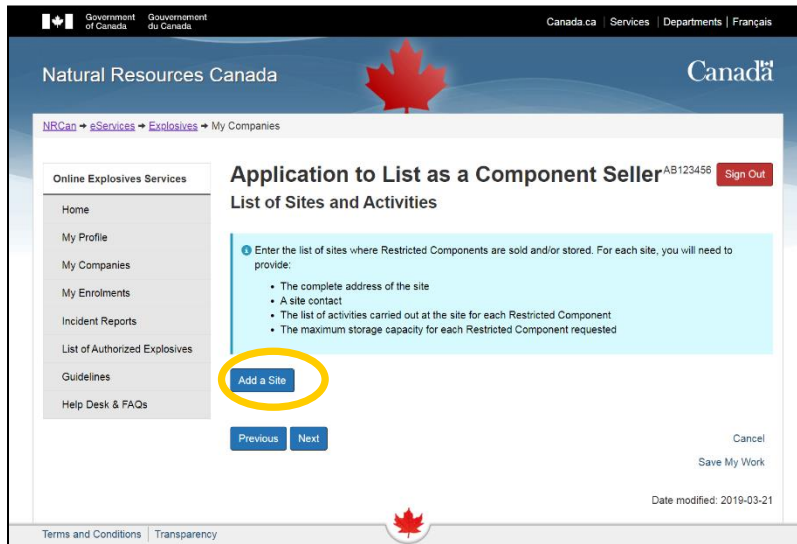 Government of Canada
Gouvernement du Canada
Canada.ca | Services | Departments | Français
Natural Resources Canada
Canada
NRCan → eServices → Explosives → My Companies
Online Explosives Services
Home
My Profile
My Companies
My Enrolments
Incident Reports
List of Authorized Explosives
Guidelines
Help Desk & FAQs
Application to List as a Component Seller AB123456
Sign Out
List of Sites and Activities
Enter the list of sites where Restricted Components are sold and/or stored. For each site, you will need to
provide:
• The complete address of the site
• A site contact
• The list of activities carried out at the site for each Restricted Component
• The maximum storage capacity for each Restricted Component requested
Add a Site
Previous Next
Cancel
Save My Work
Date modified: 2019-03-21
Terms and Conditions | Transparency